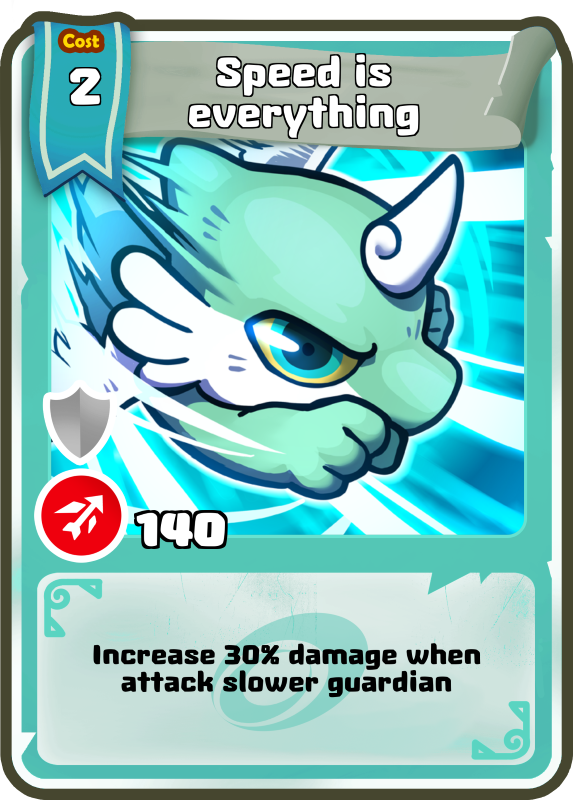 Cost
2
Speed is
everything
140
Increase 30% damage when
attack slower guardian